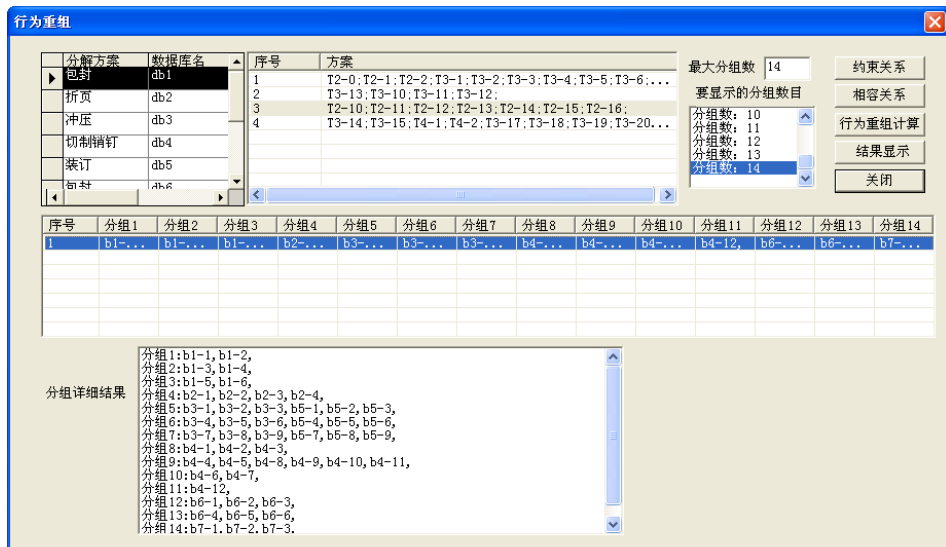 行为重组
分解方案 数据库名
包封 db1
折页 db2
冲压 db3
切制销钉 db4
装订 db5
包封 db6
序号 方案
1 T2-0;T2-1;T2-2;T3-1;T3-2;T3-3;T3-4;T3-5;T3-6;...
2 T3-13;T3-10;T3-11;T3-12;
3 T2-10;T2-11;T2-12;T2-13;T2-14;T2-15;T2-16;
4 T3-14;T3-15;T4-1;T4-2;T3-17;T3-18;T3-19;T3-20...
最大分组数 14
要显示的分组数目
分组数: 10
分组数: 11
分组数: 12
分组数: 13
分组数: 14
约束关系
相容关系
行为重组计算
结果显示
关闭
序号 分组1 分组2 分组3 分组4 分组5 分组6 分组7 分组8 分组9 分组10 分组11 分组12 分组13 分组14
1 b1-... b1-... b1-... b2-... b3-... b3-... b3-... b4-... b4-... b4-... b4-12, b6-... b6-... b7-...
分组详细结果
分组1:b1-1,b1-2,
分组2:b1-3,b1-4,
分组3:b1-5,b1-6,
分组4:b2-1,b2-2,b2-3,b2-4,
分组5:b3-1,b3-2,b3-3,b5-1,b5-2,b5-3,
分组6:b3-4,b3-5,b3-6,b5-4,b5-5,b5-6,
分组7:b3-7,b3-8,b3-9,b5-7,b5-8,b5-9,
分组8:b4-1,b4-2,b4-3,
分组9:b4-4,b4-5,b4-8,b4-9,b4-10,b4-11,
分组10:b4-6,b4-7,
分组11:b4-12,
分组12:b6-1,b6-2,b6-3,
分组13:b6-4,b6-5,b6-6,
分组14:b7-1,b7-2,b7-3,